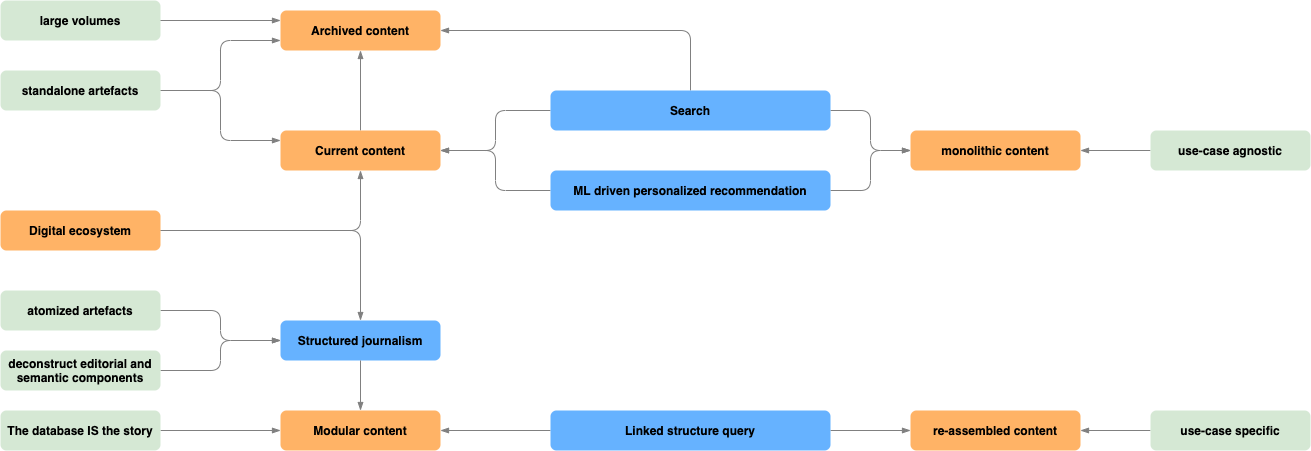 large volumes
Archived content
standalone artefacts
Search
Current content
monolithic content
use-case agnostic
ML driven personalized recommendation
Digital ecosystem
atomized artefacts
Structured journalism
deconstruct editorial and
semantic components
The database IS the story
Modular content
Linked structure query
re-assembled content
use-case specific